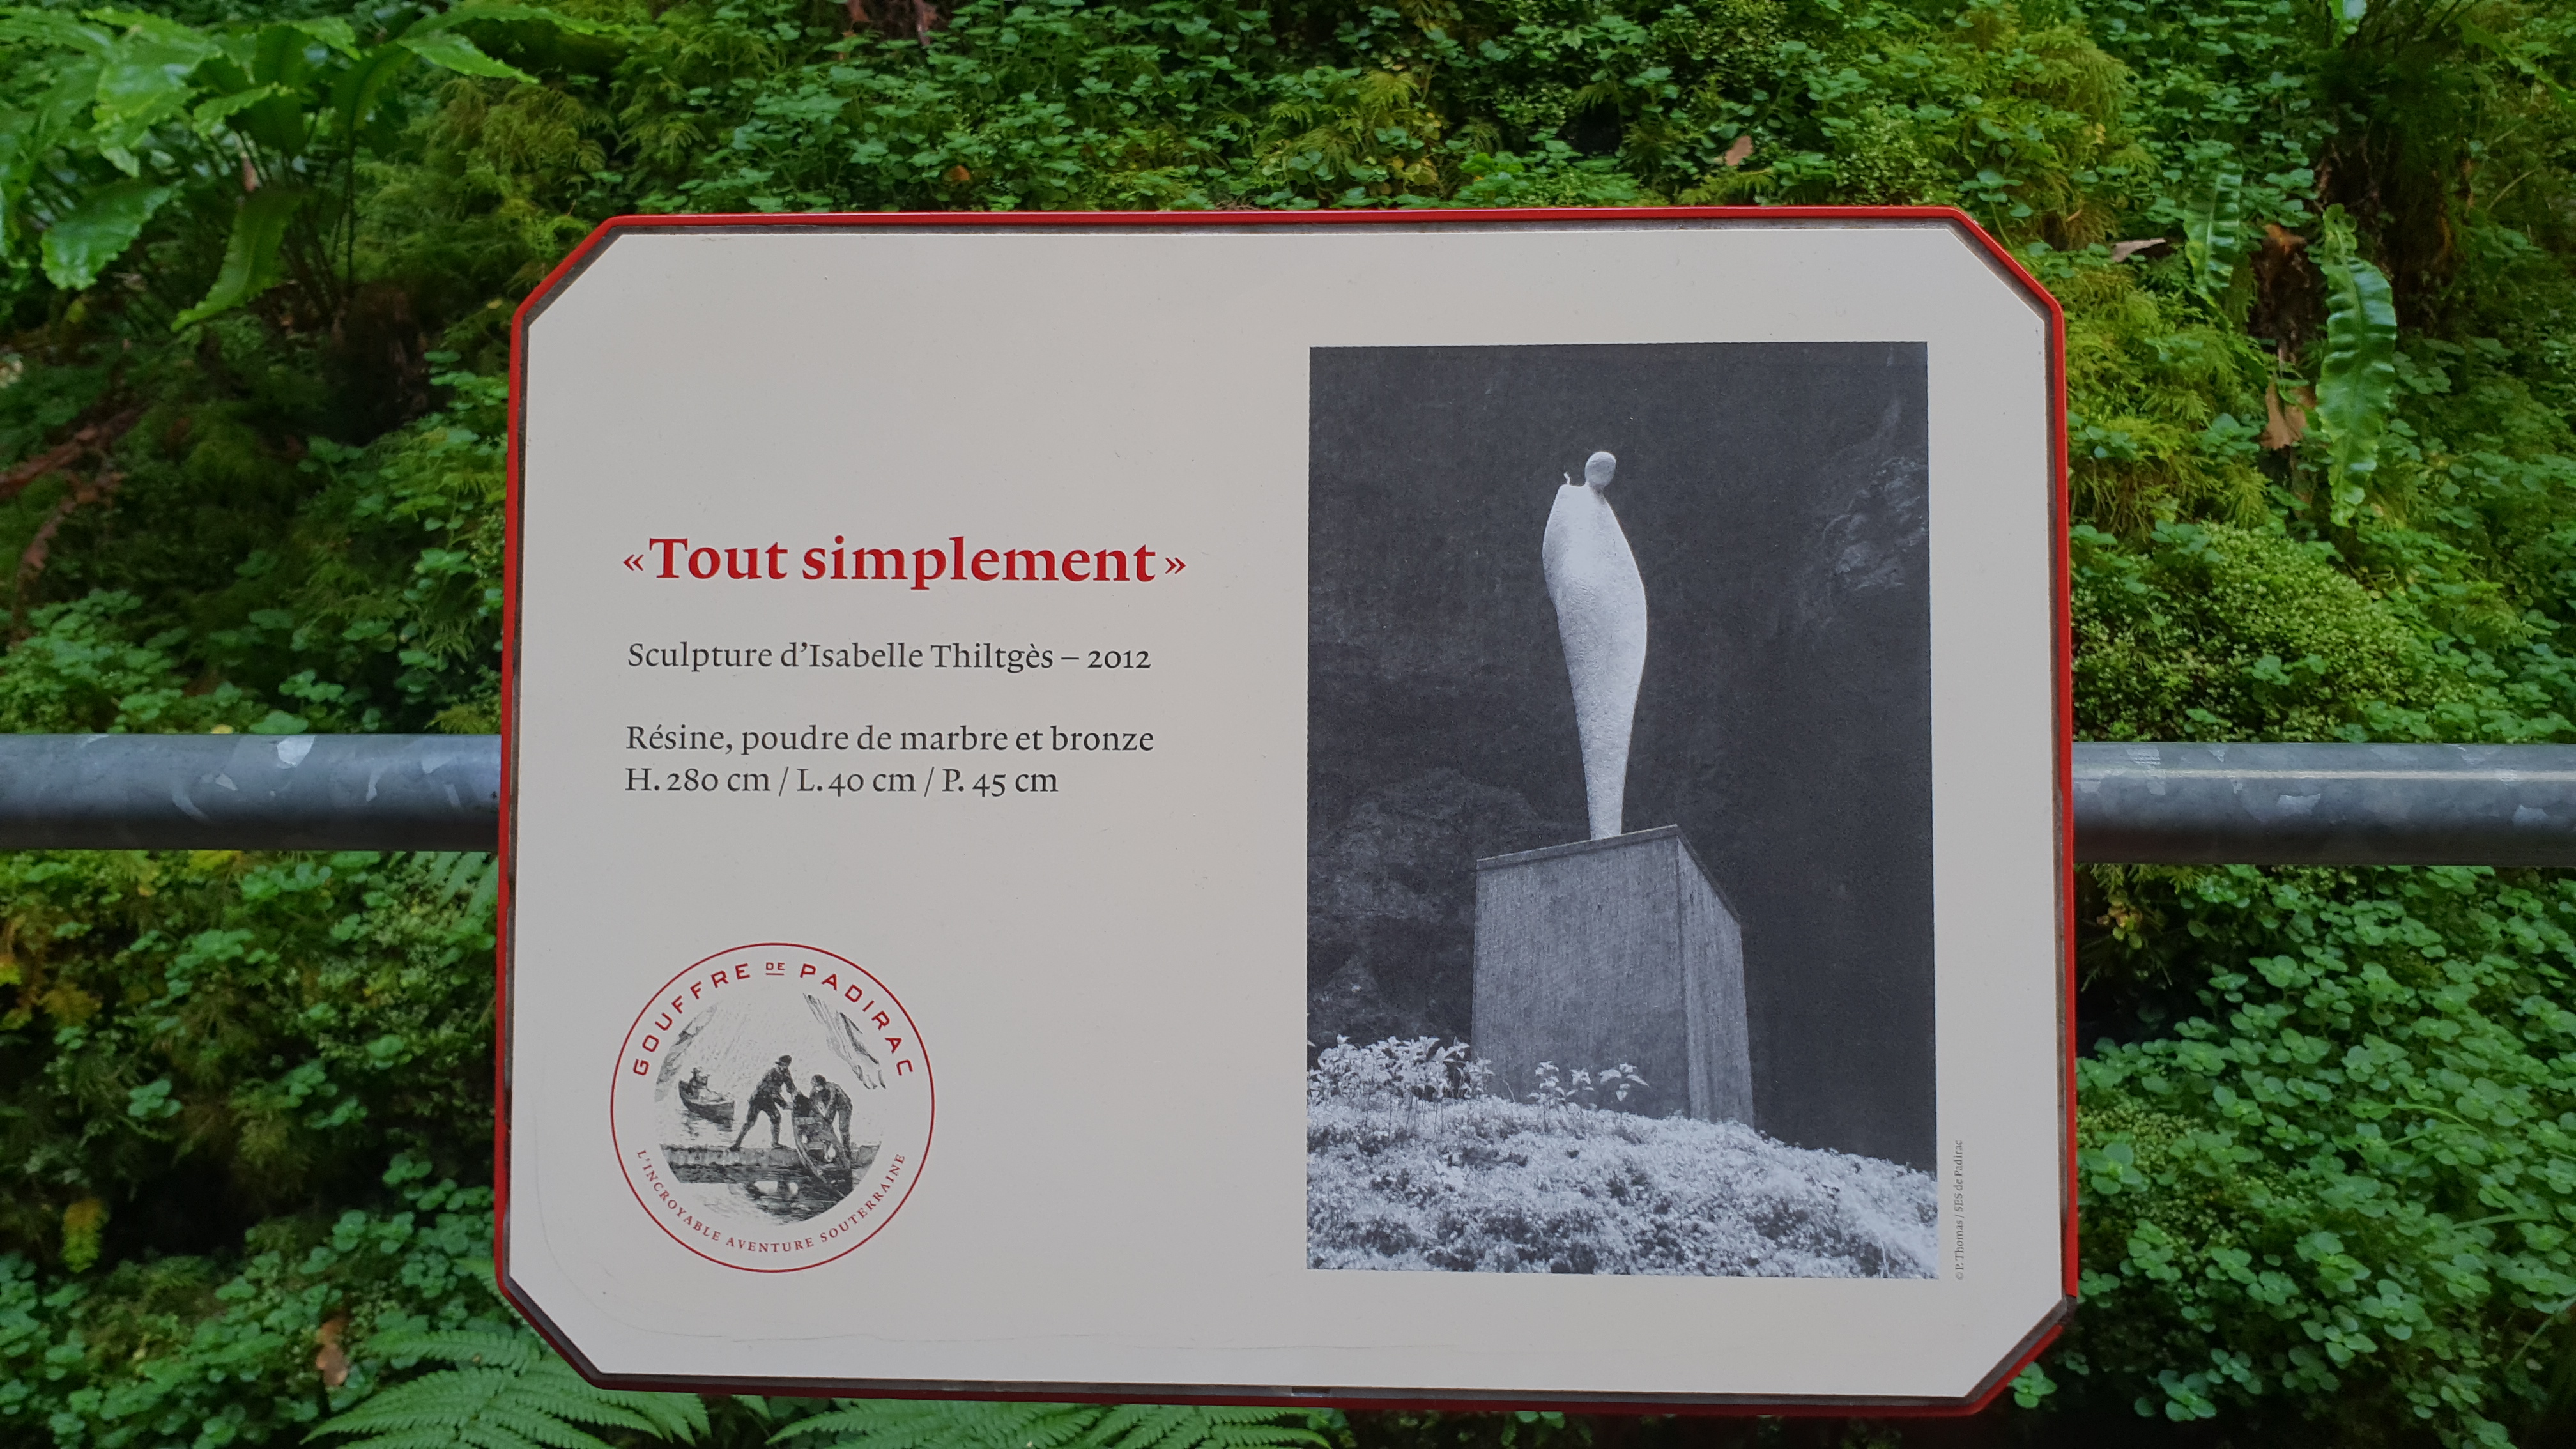 « Tout simplement »
Sculpture d’Isabelle Thiltgès – 2012
Résine, poudre de marbre et bronze
H. 280 cm / L. 40 cm / P. 45 cm
GOUFFRE DE PADIRAC
L’INCROYABLE AVENTURE SOUTERRAINE
© P. Thomas / SES de Padirac